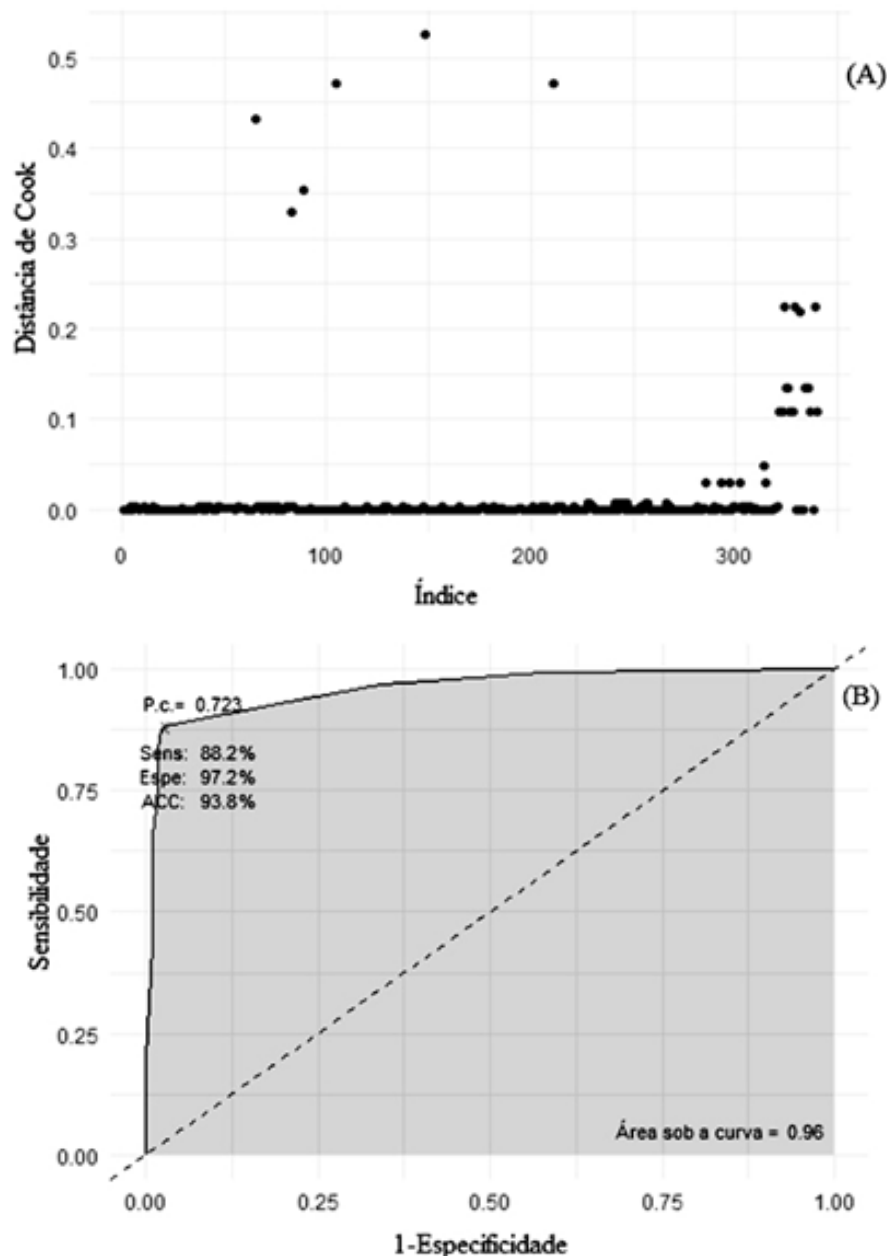 (A)
Distância de Cook
0.5
0.4
0.3
0.2
0.1
0.0
0 100 200 300
Índice
(B)
Sensibilidade
1.00
0.75
0.50
0.25
0.00
P.c.= 0.723
Sens: 88.2%
Espe: 97.2%
ACC: 93.8%
Área sob a curva = 0.96
0.00 0.25 0.50 0.75 1.00
1-Especificidade